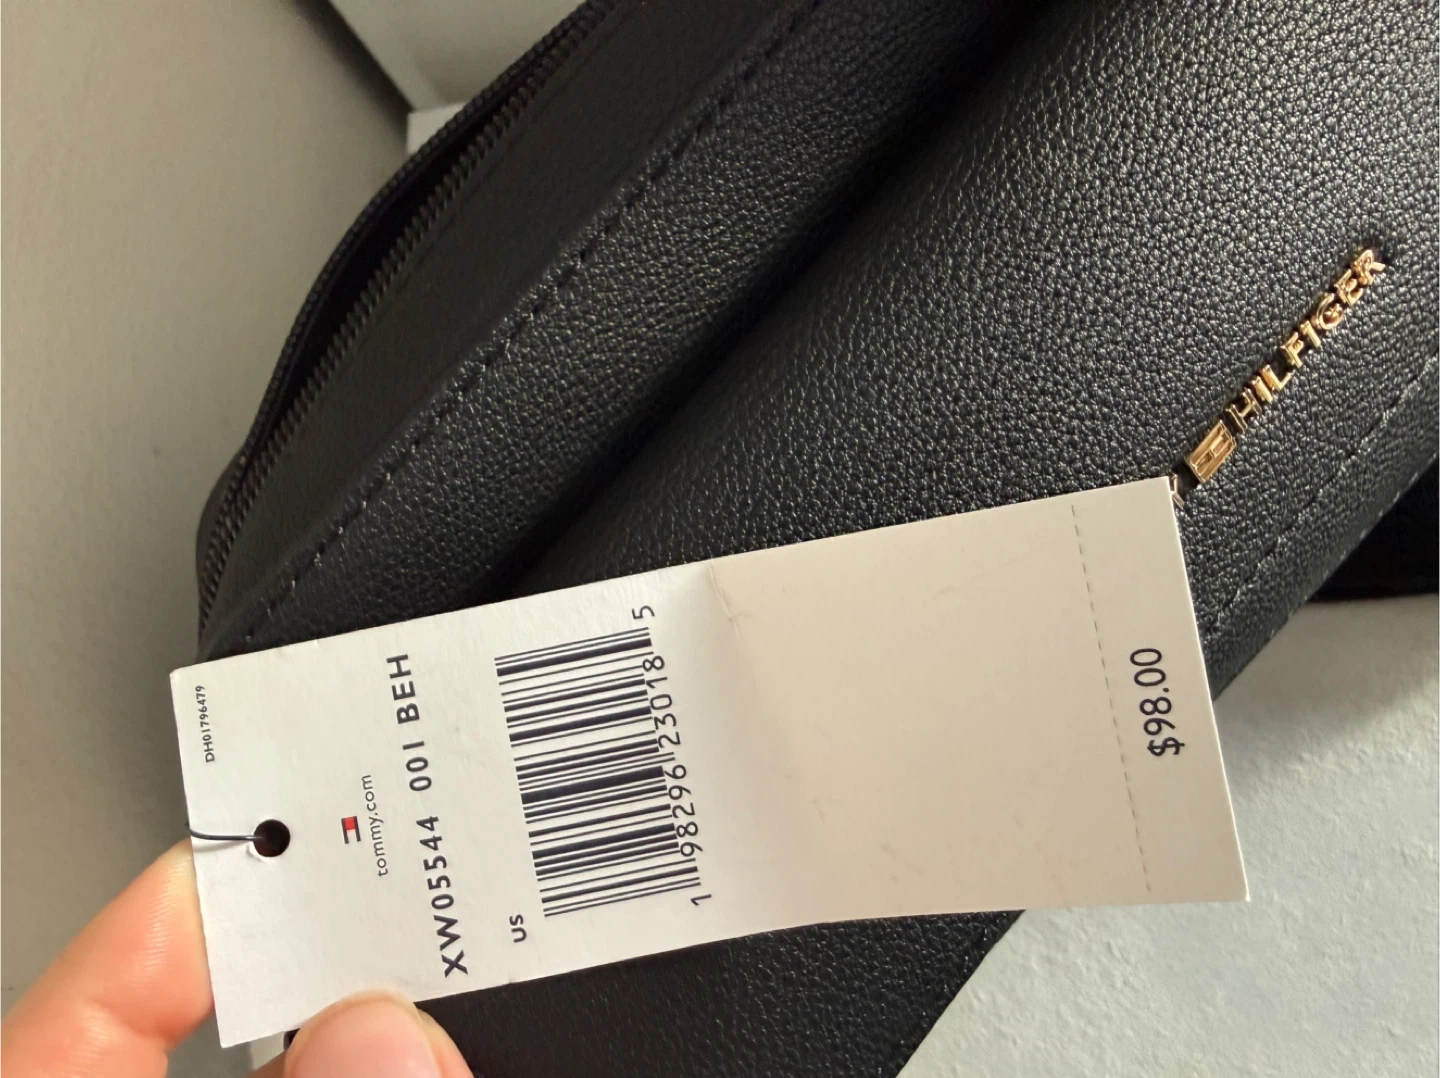 DH01796479
tommy.com
XW05544 001 BEH
US
1 98296 23018 5
$98.00
HILFIGER